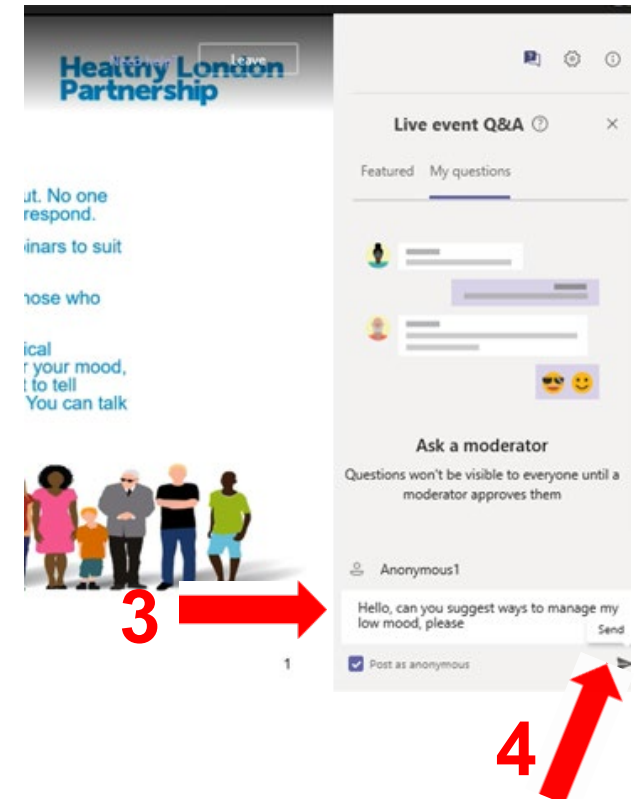 Leave
Healthy London
Partnership
ut. No one
respond.
inars to suit
hose who
ical
r your mood,
t to tell
You can talk
1
Live event Q&A
Featured My questions
Ask a moderator
Questions won't be visible to everyone until a
moderator approves them
Anonymous1
Hello, can you suggest ways to manage my
low mood, please
Send
Post as anonymous
3
4